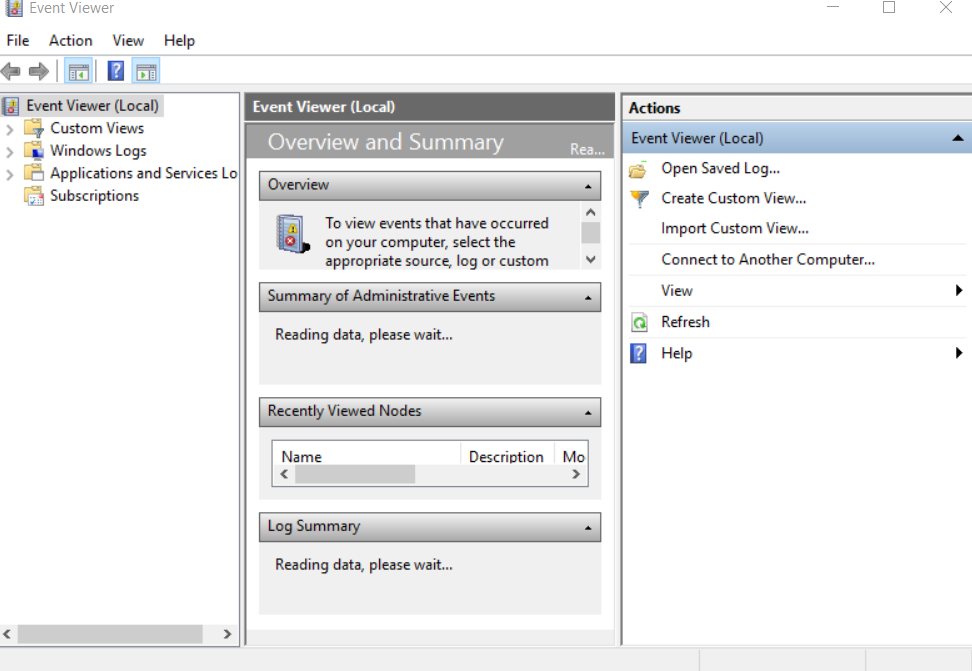 Event Viewer
File Action View Help
Event Viewer (Local)
Custom Views
Windows Logs
Applications and Services Lo
Subscriptions
Event Viewer (Local)
Overview and Summary Rea...
Overview
To view events that have occurred
on your computer, select the
appropriate source, log or custom
Summary of Administrative Events
Reading data, please wait...
Recently Viewed Nodes
Name Description Mo
Log Summary
Reading data, please wait...
Actions
Event Viewer (Local)
Open Saved Log...
Create Custom View...
Import Custom View...
Connect to Another Computer...
View
Refresh
Help